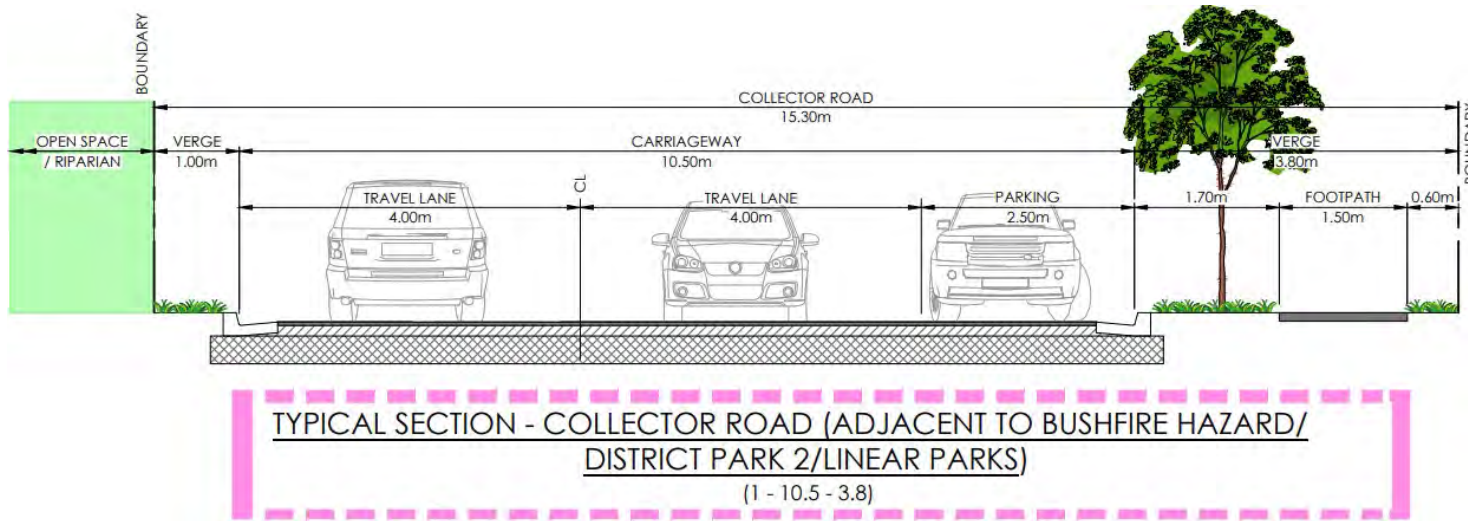 BOUNDARY
COLLECTOR ROAD
15.30m
BOUNDARY
OPEN SPACE
/ RIPARIAN
VERGE
1.00m
CARRIAGEWAY
10.50m
VERGE
3.80m
TRAVEL LANE
4.00m
CL
TRAVEL LANE
4.00m
PARKING
2.50m
1.70m
FOOTPATH
1.50m
0.60m
TYPICAL SECTION - COLLECTOR ROAD (ADJACENT TO BUSHFIRE HAZARD/
DISTRICT PARK 2/LINEAR PARKS)
(1 - 10.5 - 3.8)